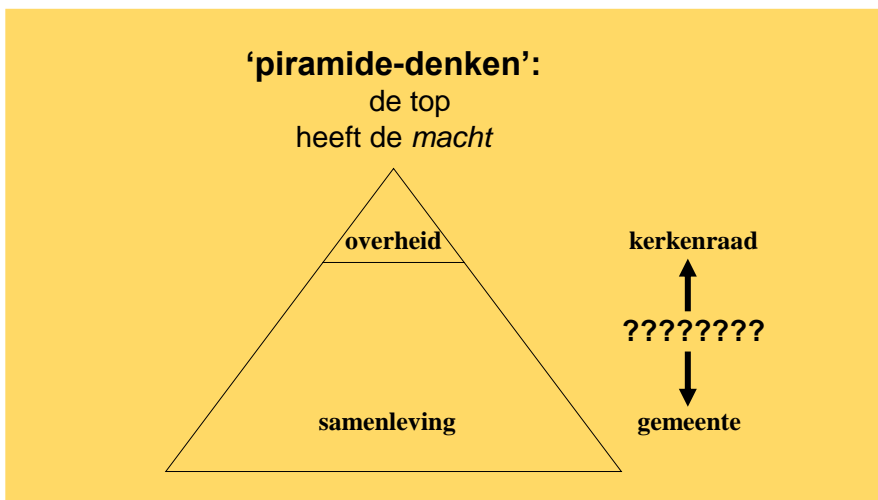 ‘piramide-denken’:
de top
heeft de macht
overheid
kerkenraad
????????
samenleving
gemeente